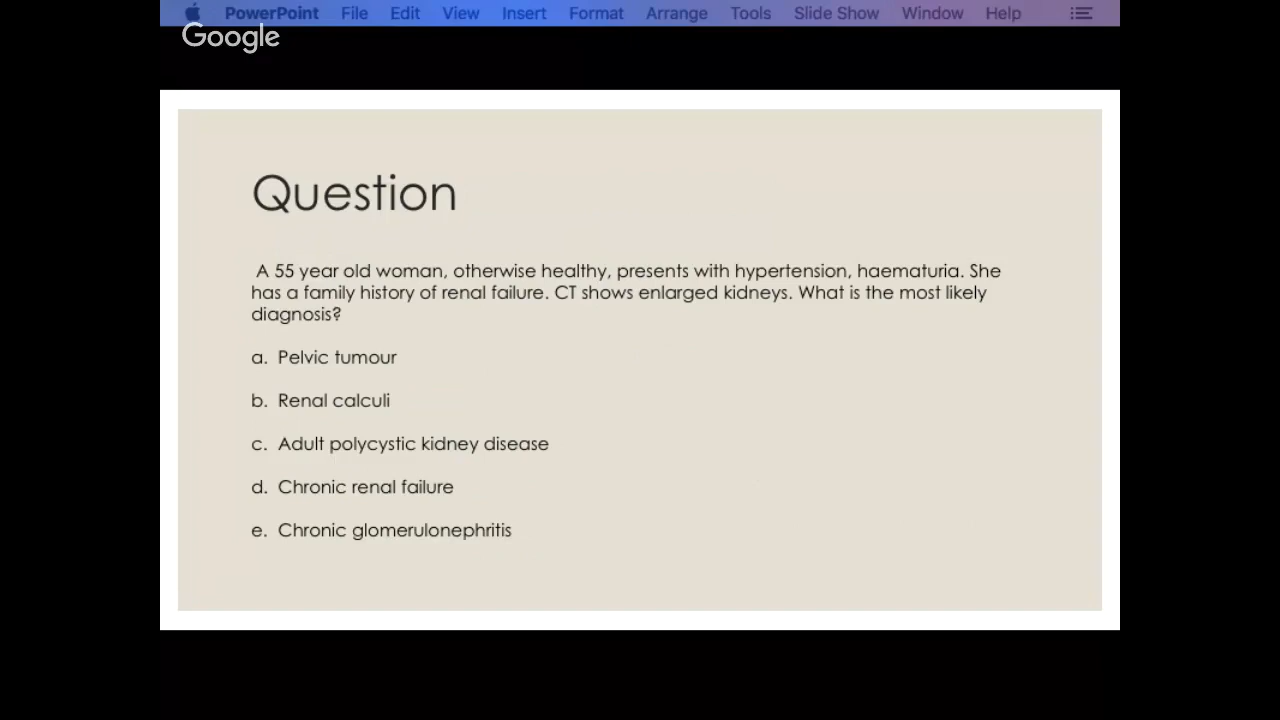 PowerPoint File Edit View Insert Format Arrange Tools Slide Show Window Help
Google
Question
A 55 year old woman, otherwise healthy, presents with hypertension, haematuria. She
has a family history of renal failure. CT shows enlarged kidneys. What is the most likely
diagnosis?
a. Pelvic tumour
b. Renal calculi
c. Adult polycystic kidney disease
d. Chronic renal failure
e. Chronic glomerulonephritis